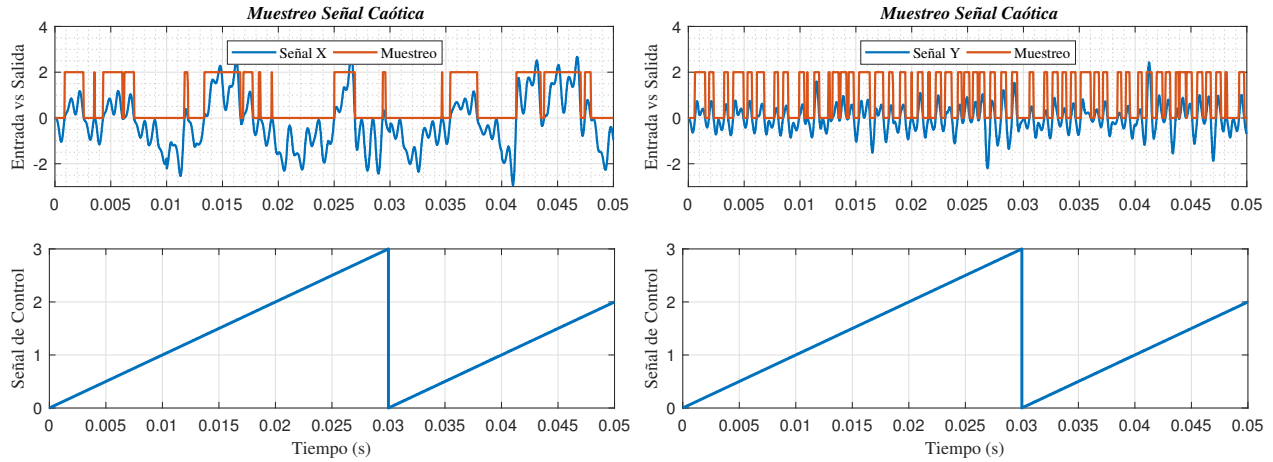 Muestreo Señal Caótica
Entrada vs Salida
4
2
0
-2
Señal X
Muestreo
0 0.005 0.01 0.015 0.02 0.025 0.03 0.035 0.04 0.045 0.05
Señal de Control
3
2
1
0
0 0.005 0.01 0.015 0.02 0.025 0.03 0.035 0.04 0.045 0.05
Tiempo (s)
Muestreo Señal Caótica
Entrada vs Salida
4
2
0
-2
Señal Y
Muestreo
0 0.005 0.01 0.015 0.02 0.025 0.03 0.035 0.04 0.045 0.05
Señal de Control
3
2
1
0
0 0.005 0.01 0.015 0.02 0.025 0.03 0.035 0.04 0.045 0.05
Tiempo (s)